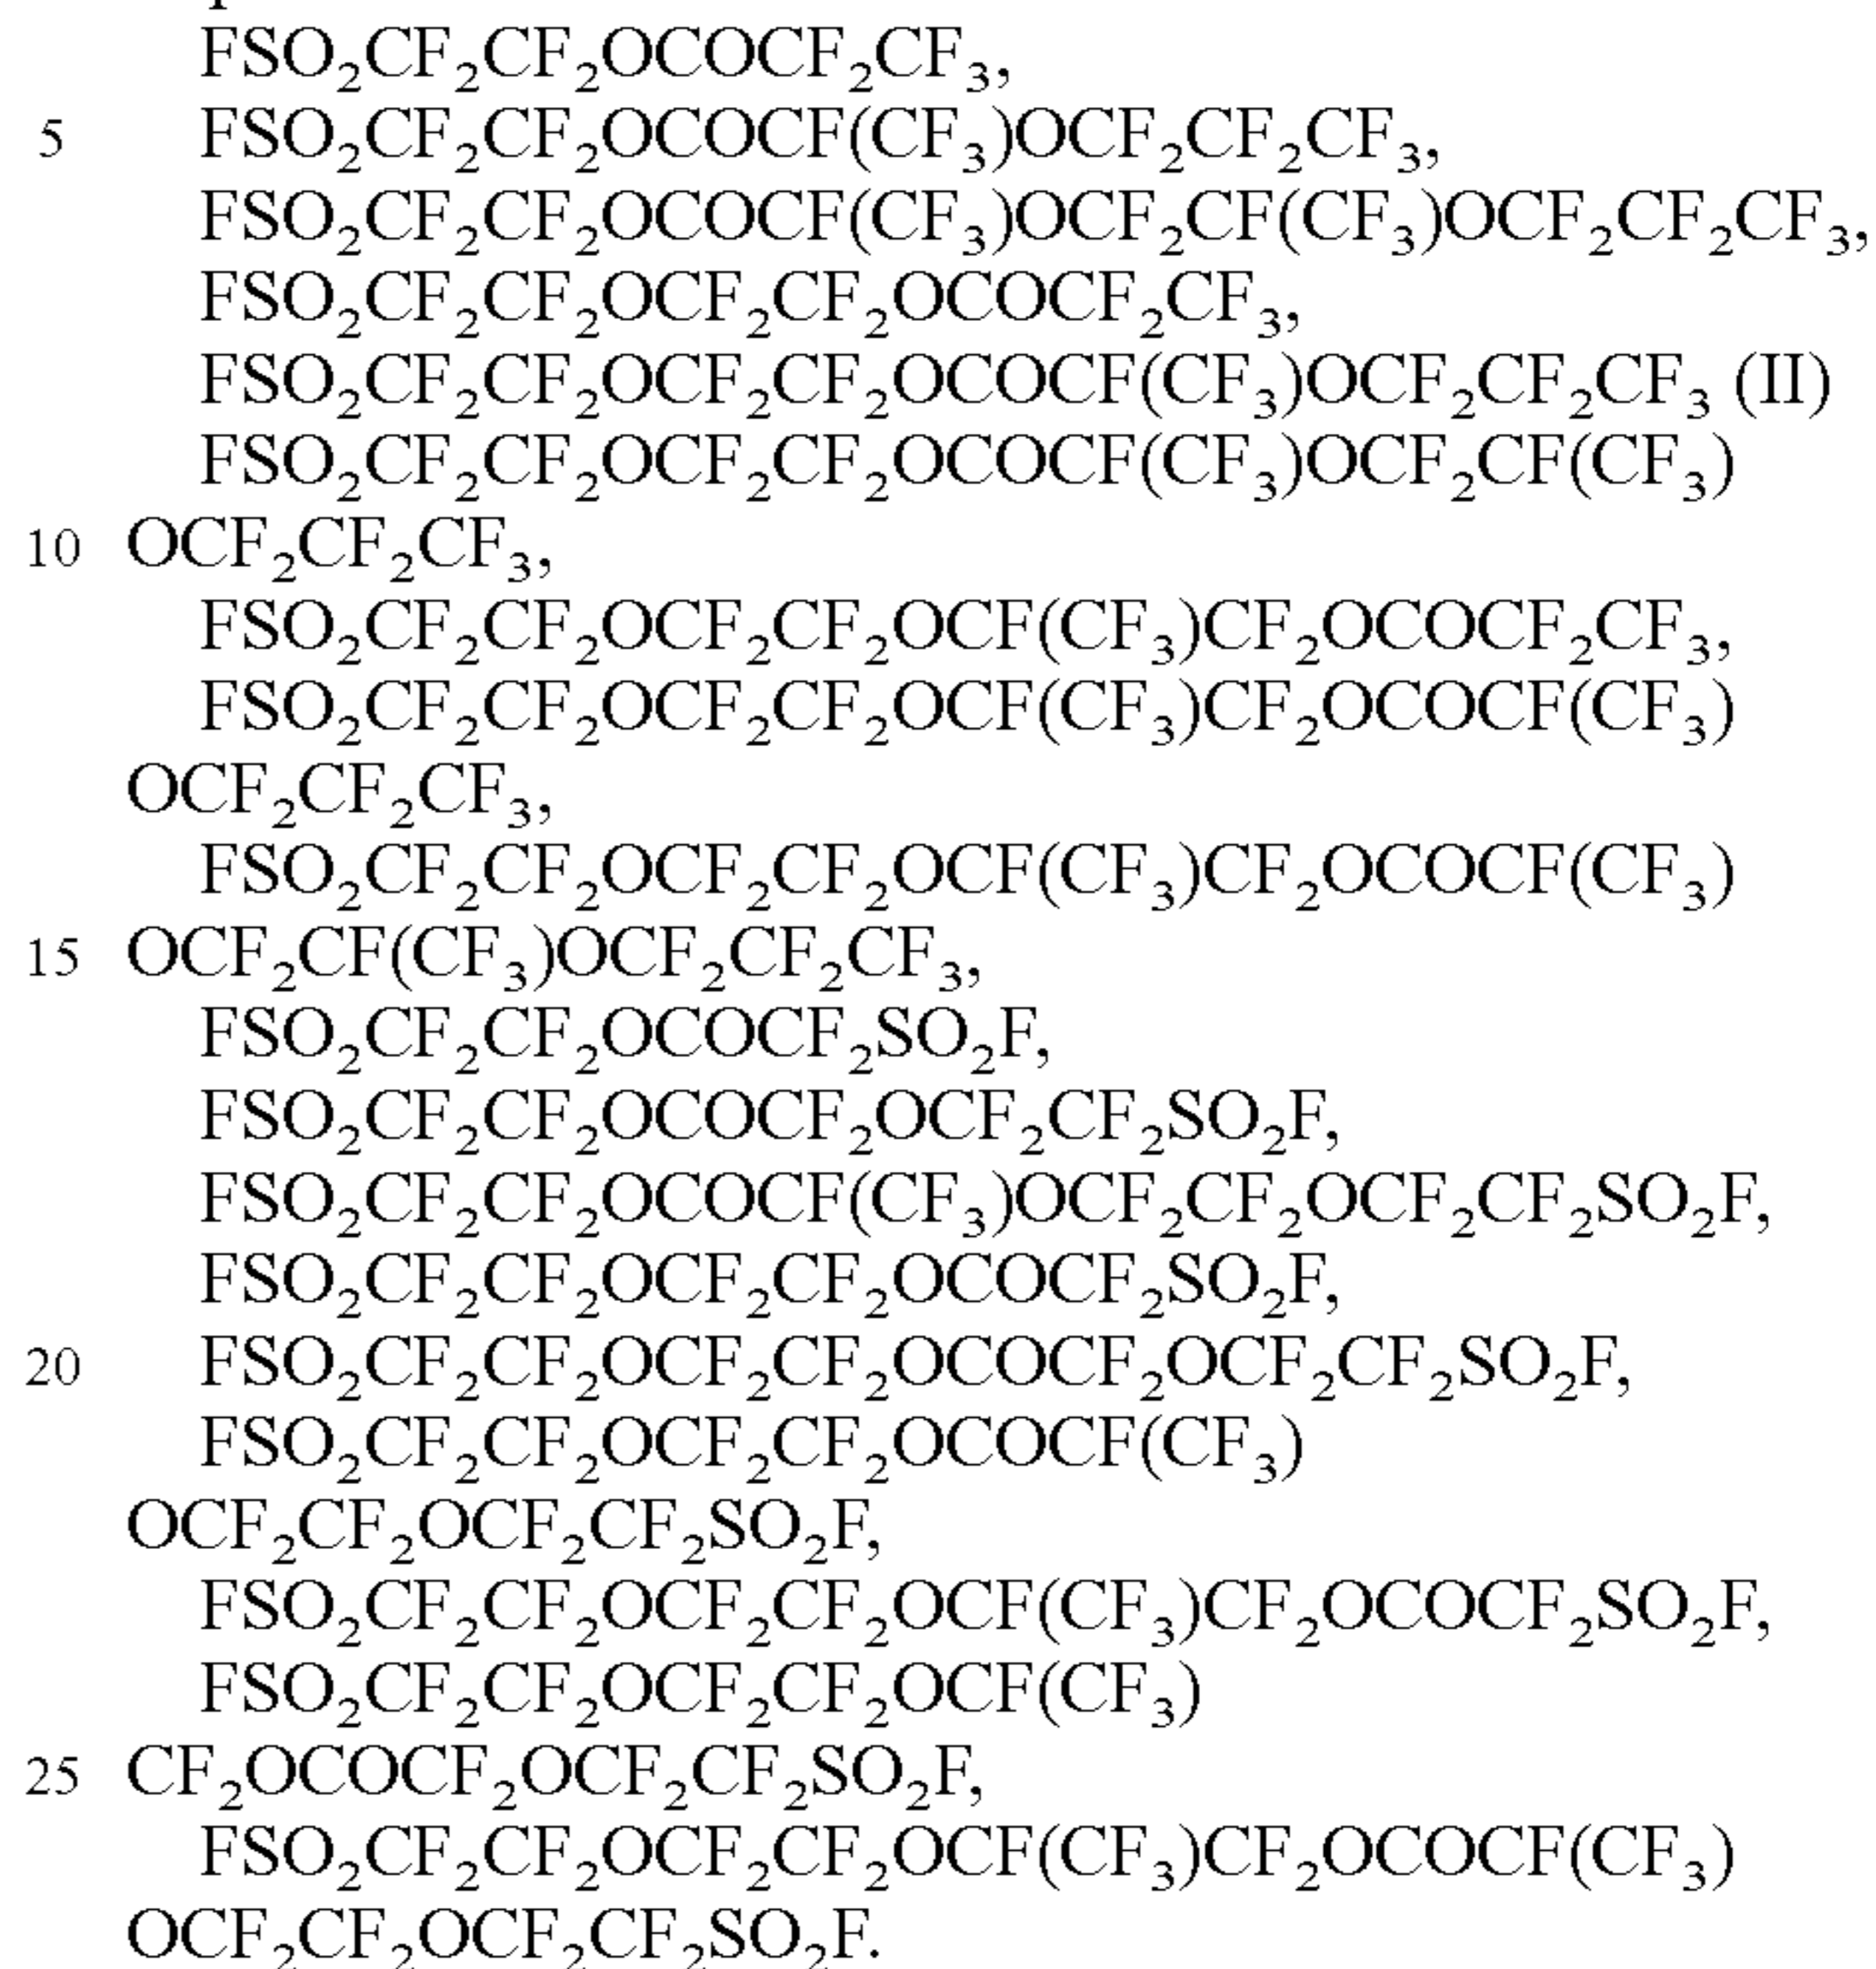 FSO₂CF₂CF₂OCOCF₂CF₃,
5 FSO₂CF₂CF₂OCOCF(CF₃)OCF₂CF₂CF₃,
FSO₂CF₂CF₂OCOCF(CF₃)OCF₂CF(CF₃)OCF₂CF₂CF₃,
FSO₂CF₂CF₂OCF₂CF₂OCOCF₂CF₃,
FSO₂CF₂CF₂OCF₂CF₂OCOCF(CF₃)OCF₂CF₂CF₃ (II)
FSO₂CF₂CF₂OCF₂CF₂OCOCF(CF₃)OCF₂CF(CF₃)
10 OCF₂CF₂CF₃,
FSO₂CF₂CF₂OCF₂CF₂OCF(CF₃)CF₂OCOCF₂CF₃,
FSO₂CF₂CF₂OCF₂CF₂OCF(CF₃)CF₂OCOCF(CF₃)
OCF₂CF₂CF₃,
FSO₂CF₂CF₂OCF₂CF₂OCF(CF₃)CF₂OCOCF(CF₃)
15 OCF₂CF(CF₃)OCF₂CF₂CF₃,
FSO₂CF₂CF₂OCOCF₂SO₂F,
FSO₂CF₂CF₂OCOCF₂OCF₂CF₂SO₂F,
FSO₂CF₂CF₂OCOCF(CF₃)OCF₂CF₂OCF₂CF₂SO₂F,
FSO₂CF₂CF₂OCF₂CF₂OCOCF₂SO₂F,
20 FSO₂CF₂CF₂OCF₂CF₂OCOCF₂OCF₂CF₂SO₂F,
FSO₂CF₂CF₂OCF₂CF₂OCOCF(CF₃)
OCF₂CF₂OCF₂CF₂SO₂F,
FSO₂CF₂CF₂OCF₂CF₂OCF(CF₃)CF₂OCOCF₂SO₂F,
FSO₂CF₂CF₂OCF₂CF₂OCF(CF₃)
25 CF₂OCOCF₂OCF₂CF₂SO₂F,
FSO₂CF₂CF₂OCF₂CF₂OCF(CF₃)CF₂OCOCF(CF₃)
OCF₂CF₂OCF₂CF₂SO₂F.